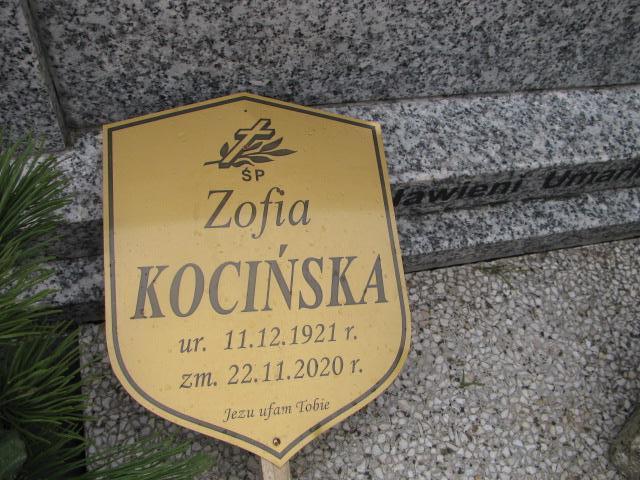 ŚP
Zofia
KOCIŃSKA
ur. 11.12.1921 r.
zm. 22.11.2020 r.
Jezu ufam Tobie